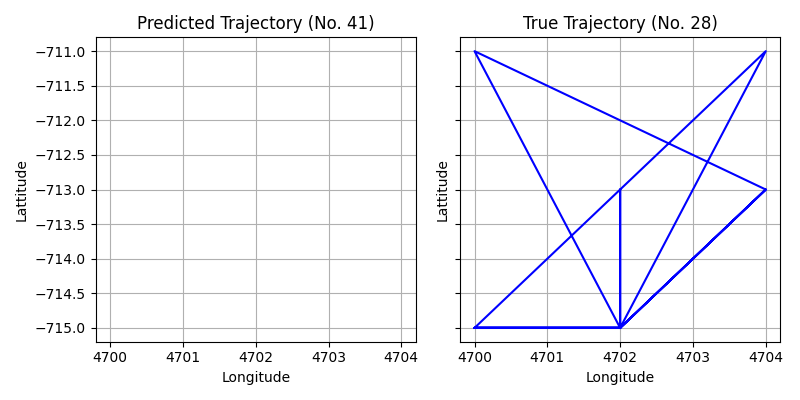 Predicted Trajectory (No. 41)
True Trajectory (No. 28)
Lattitude
−711.0
−711.5
−712.0
−712.5
−713.0
−713.5
−714.0
−714.5
−715.0
4700 4701 4702 4703 4704
Longitude
Lattitude
4700 4701 4702 4703 4704
Longitude